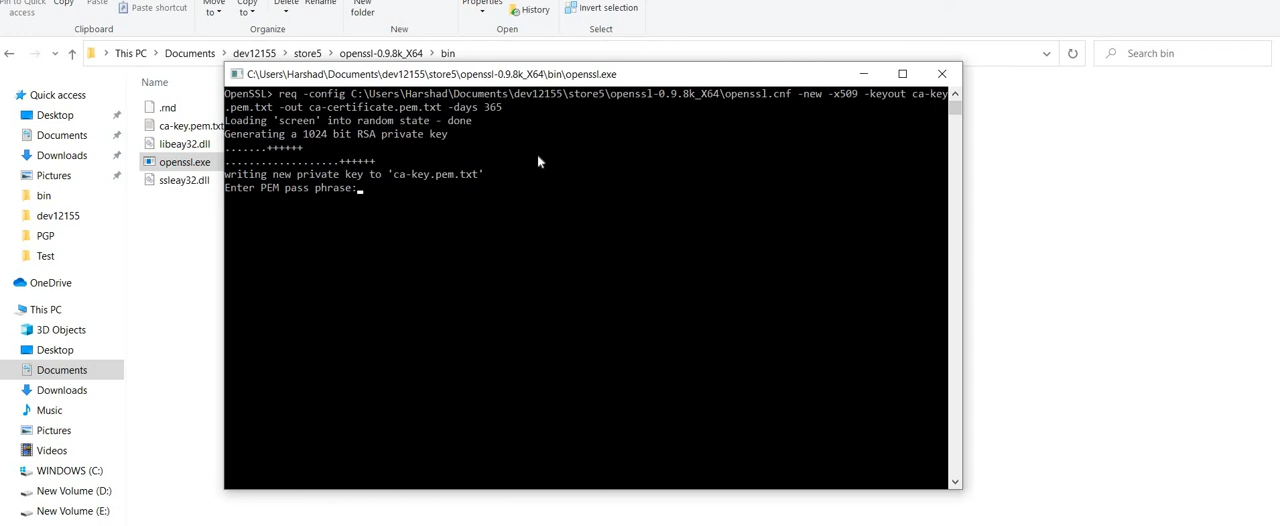 Pin to Quick
access
Copy
Paste
Paste shortcut
Move
to
Copy
to
Delete
Rename
New
folder
Properties
History
Invert selection
Clipboard
Organize
New
Open
Select
This PC > Documents > dev12155 > store5 > openssl-0.9.8k_X64 > bin
Search bin
Quick access
Desktop
Documents
Downloads
Pictures
bin
dev12155
PGP
Test
OneDrive
This PC
3D Objects
Desktop
Documents
Downloads
Music
Pictures
Videos
WINDOWS (C:)
New Volume (D:)
New Volume (E:)
Name
.rnd
ca-key.pem.txt
libeay32.dll
openssl.exe
ssleay32.dll
C:\Users\Harshad\Documents\dev12155\store5\openssl-0.9.8k_X64\bin\openssl.exe
OpenSSL> req -config C:\Users\Harshad\Documents\dev12155\store5\openssl-0.9.8k_X64\openssl.cnf -new -x509 -keyout ca-key
.pem.txt -out ca-certificate.pem.txt -days 365
Loading 'screen' into random state - done
Generating a 1024 bit RSA private key
.......++++++
...................++++++
writing new private key to 'ca-key.pem.txt'
Enter PEM pass phrase: